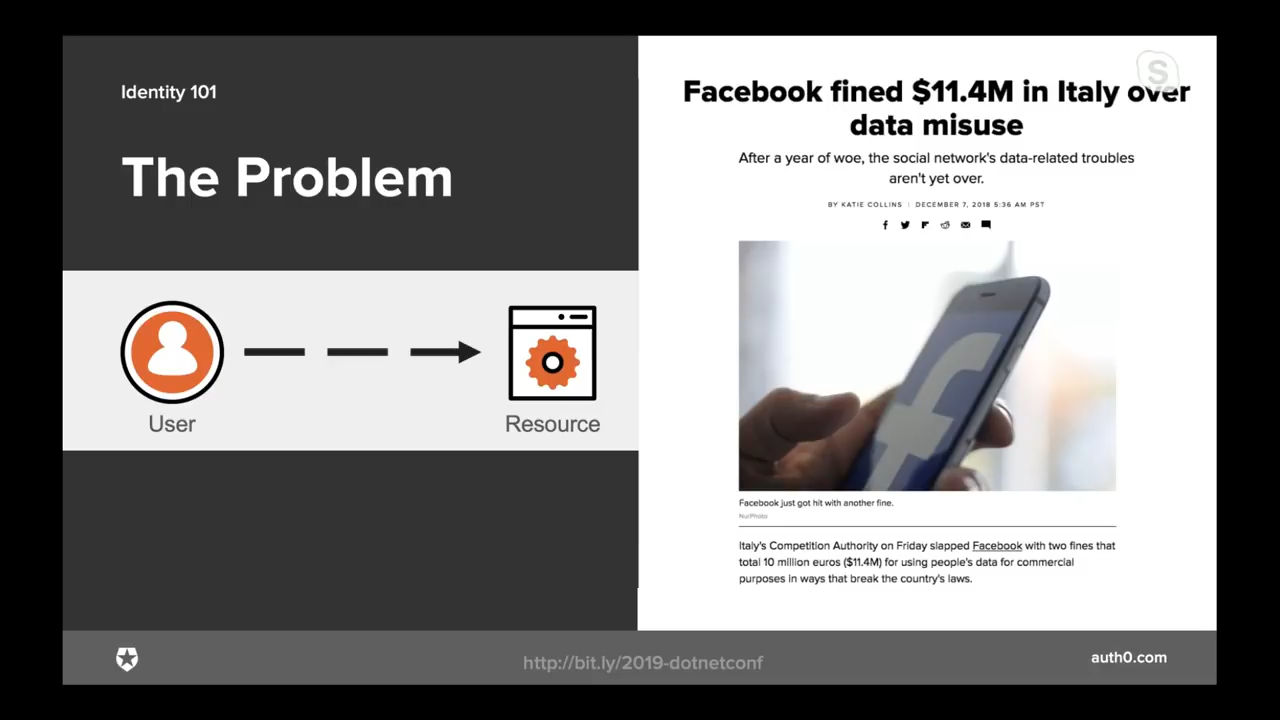 Identity 101
The Problem
User
Resource
Facebook fined $11.4M in Italy over
data misuse
After a year of woe, the social network's data-related troubles
aren't yet over.
BY KATIE COLLINS | DECEMBER 7, 2018 5:36 AM PST
Facebook just got hit with another fine.
NurPhoto
Italy's Competition Authority on Friday slapped Facebook with two fines that
total 10 million euros ($11.4M) for using people's data for commercial
purposes in ways that break the country's laws.
http://bit.ly/2019-dotnetconf
auth0.com